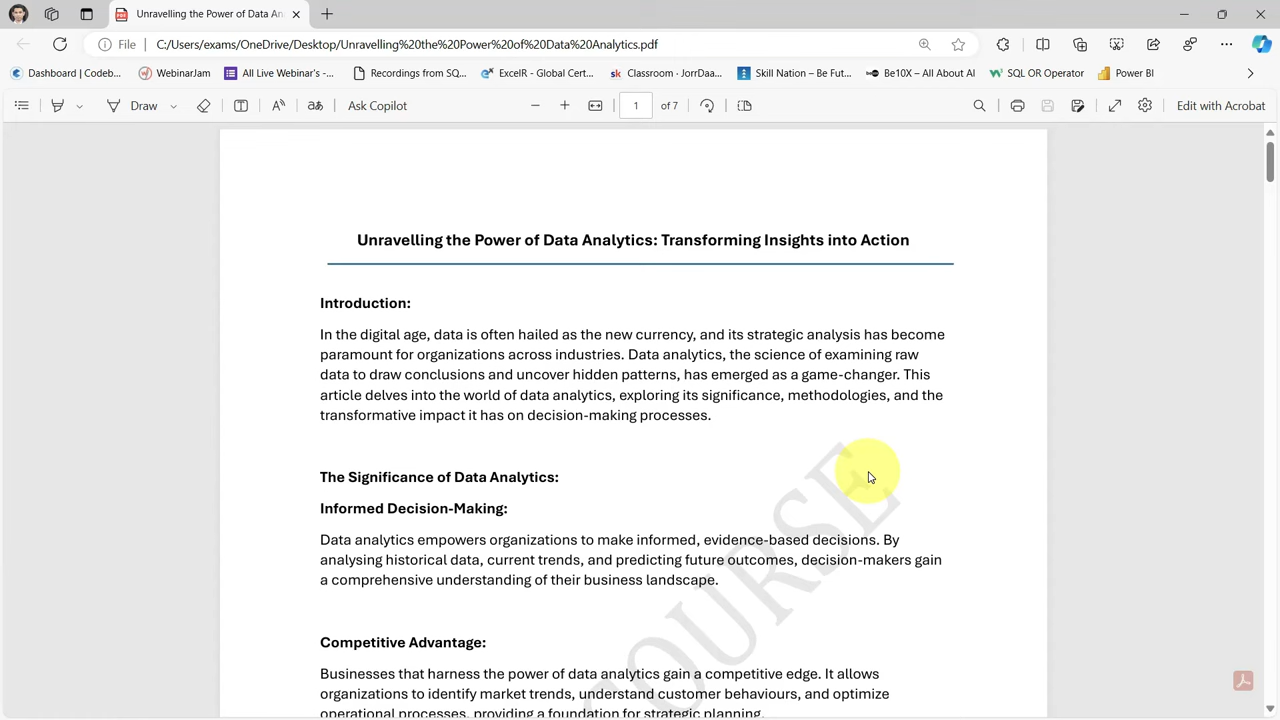 Unravelling the Power of Data An
File C:/Users/exams/OneDrive/Desktop/Unravelling%20the%20Power%20of%20Data%20Analytics.pdf
Dashboard | Codeb... WebinarJam All Live Webinar's -... Recordings from SQ... ExcelR - Global Cert... Classroom - JorrDaa... Skill Nation – Be Fut... Be10X – All About AI SQL OR Operator Power BI
Draw Ask Copilot 1 of 7 Edit with Acrobat
Unravelling the Power of Data Analytics: Transforming Insights into Action
Introduction:
In the digital age, data is often hailed as the new currency, and its strategic analysis has become
paramount for organizations across industries. Data analytics, the science of examining raw
data to draw conclusions and uncover hidden patterns, has emerged as a game-changer. This
article delves into the world of data analytics, exploring its significance, methodologies, and the
transformative impact it has on decision-making processes.
The Significance of Data Analytics:
Informed Decision-Making:
Data analytics empowers organizations to make informed, evidence-based decisions. By
analysing historical data, current trends, and predicting future outcomes, decision-makers gain
a comprehensive understanding of their business landscape.
Competitive Advantage:
Businesses that harness the power of data analytics gain a competitive edge. It allows
organizations to identify market trends, understand customer behaviours, and optimize
operational processes, providing a foundation for strategic planning.
OURSE